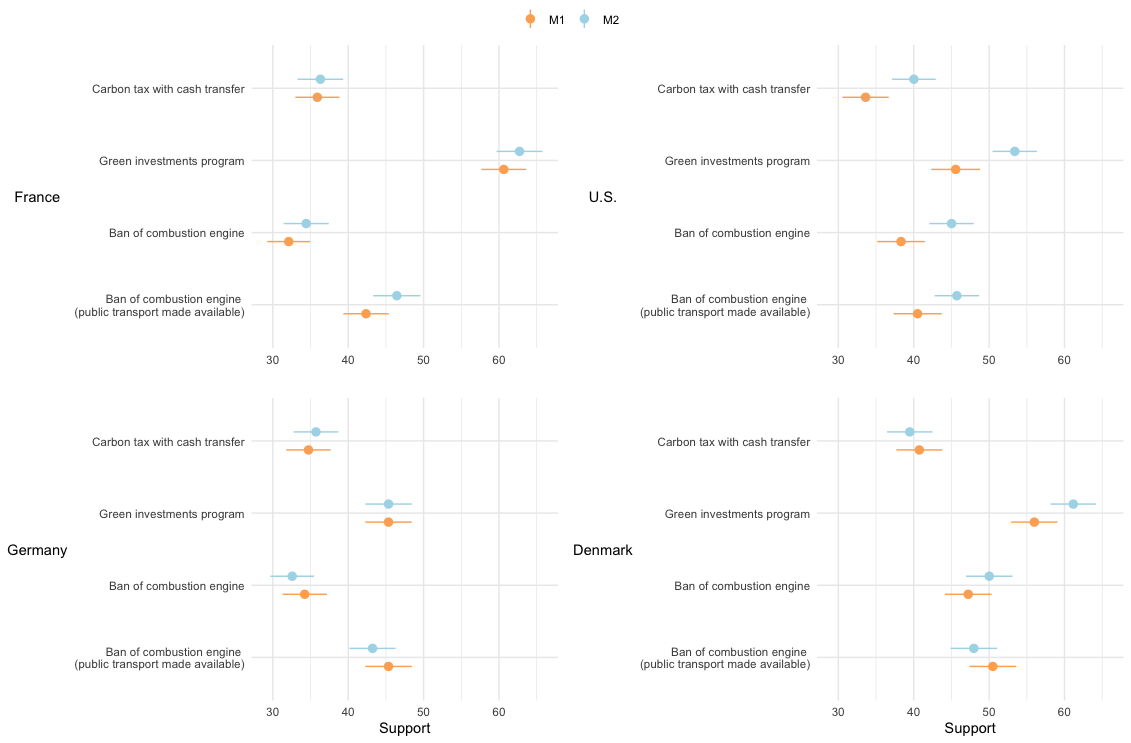 M1 M2
France
Carbon tax with cash transfer
Green investments program
Ban of combustion engine
Ban of combustion engine
(public transport made available)
30 40 50 60
U.S.
Carbon tax with cash transfer
Green investments program
Ban of combustion engine
Ban of combustion engine
(public transport made available)
30 40 50 60
Germany
Carbon tax with cash transfer
Green investments program
Ban of combustion engine
Ban of combustion engine
(public transport made available)
30 40 50 60
Support
Denmark
Carbon tax with cash transfer
Green investments program
Ban of combustion engine
Ban of combustion engine
(public transport made available)
30 40 50 60
Support